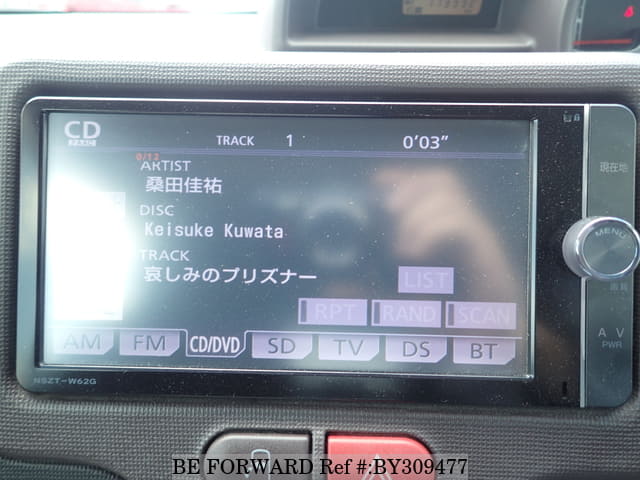 CD
TRACK 1 0'03"
ARTIST
桑田佳祐
DISC
Keisuke Kuwata
TRACK
哀しみのプリズナー
LIST
RPT RAND SCAN
AM FM CD/DVD SD TV DS BT
NSZT-W62G
現在地
MENU
画質
A V
PWR
BE FORWARD Ref #:BY309477